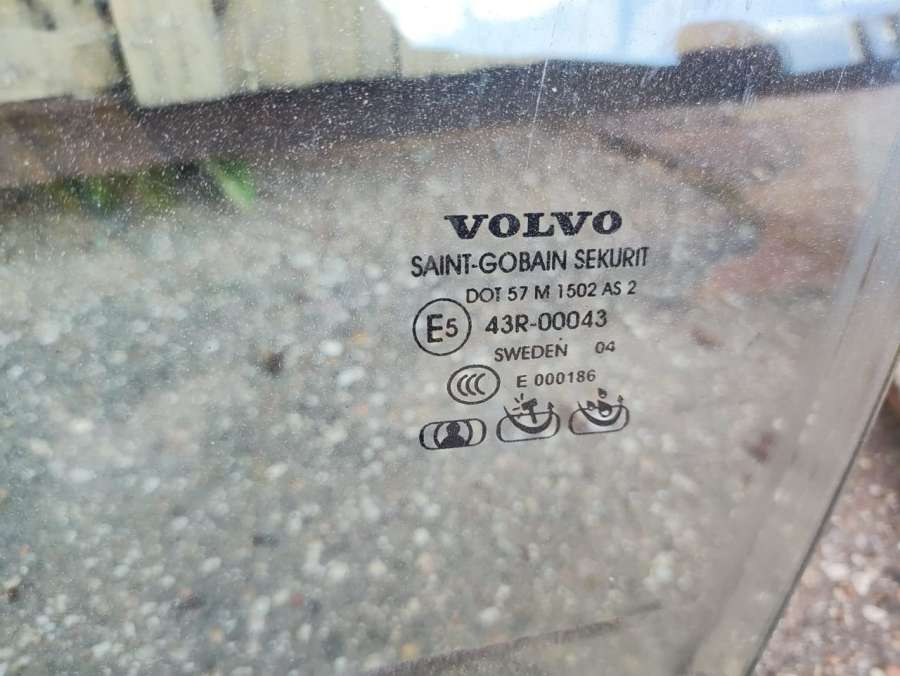 VOLVO
SAINT-GOBAIN SEKURIT
DOT 57 M 1502 AS 2
E5 43R-00043
SWEDEN 04
CCC E 000186